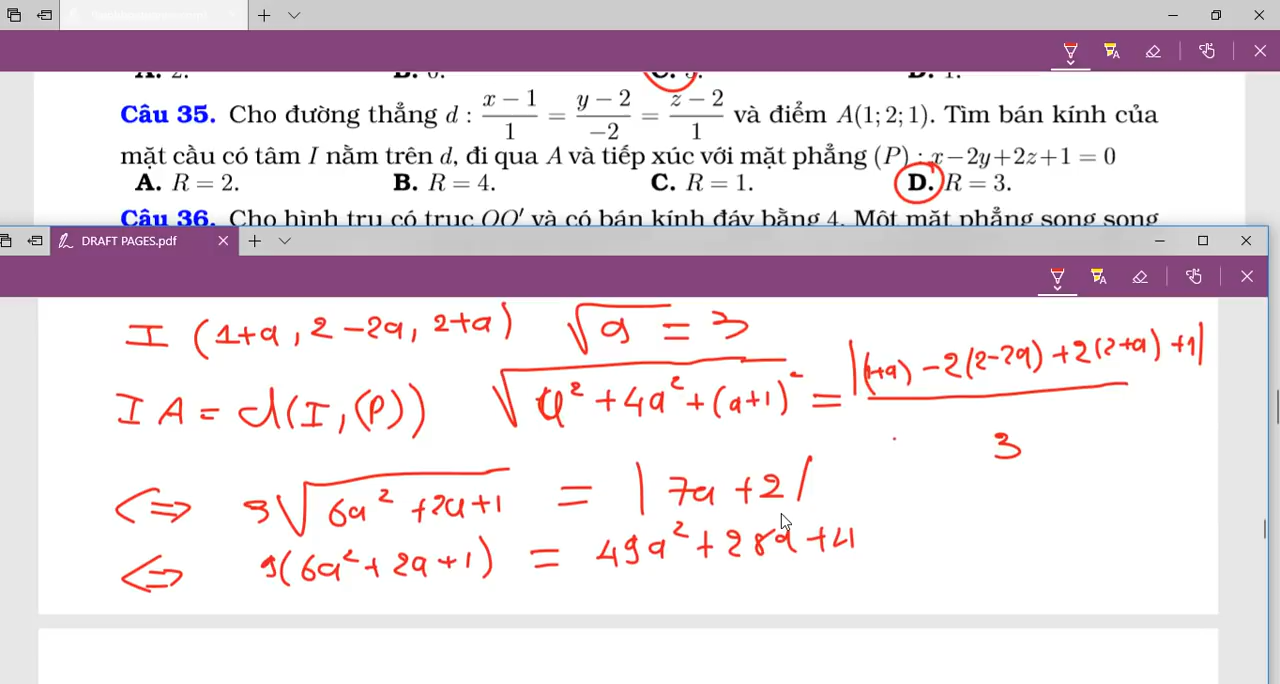 A. 2. B. 0. C. 3. D. 1.
Câu 35. Cho đường thẳng d : (x − 1)/1 = (y − 2)/−2 = (z − 2)/1 và điểm A(1; 2; 1). Tìm bán kính của
mặt cầu có tâm I nằm trên d, đi qua A và tiếp xúc với mặt phẳng (P) : x − 2y + 2z + 1 = 0
A. R = 2. B. R = 4. C. R = 1. D. R = 3.
Câu 36. Cho hình trụ có trục OO′ và có bán kính đáy bằng 4. Một mặt phẳng song song
DRAFT PAGES.pdf
I (1+a, 2−2a, 2+a) √9 = 3
IA = d(I, (P)) √(a² + 4a² + (a+1)²) = |(1+a) − 2(2−2a) + 2(2+a) + 1| / 3
⇔ 3√(6a² + 2a + 1) = |7a + 2|
⇔ 9(6a² + 2a + 1) = 49a² + 28a + 4